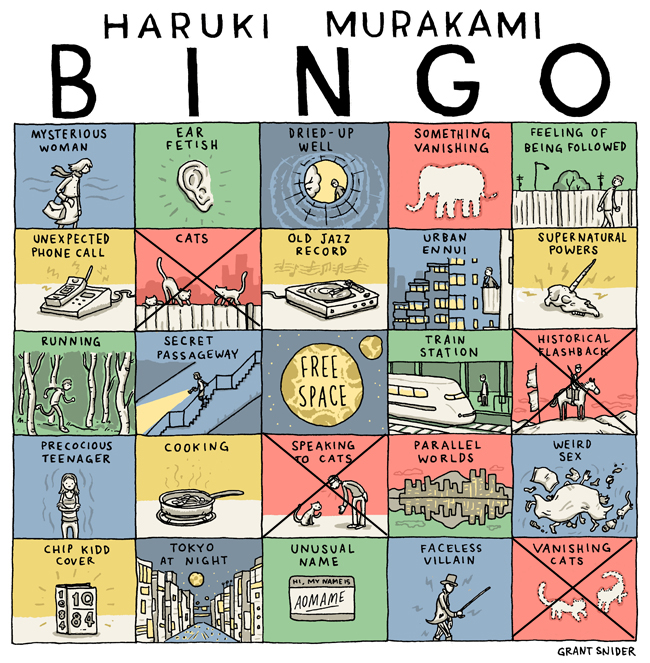 HARUKI MURAKAMI
BINGO
MYSTERIOUS
WOMAN
EAR
FETISH
DRIED-UP
WELL
SOMETHING
VANISHING
FEELING OF
BEING FOLLOWED
UNEXPECTED
PHONE CALL
CATS
OLD JAZZ
RECORD
URBAN
ENNUI
SUPERNATURAL
POWERS
RUNNING
SECRET
PASSAGEWAY
FREE
SPACE
TRAIN
STATION
HISTORICAL
FLASHBACK
PRECOCIOUS
TEENAGER
COOKING
SPEAKING
TO CATS
PARALLEL
WORLDS
WEIRD
SEX
CHIP KIDD
COVER
1Q
84
TOKYO
AT NIGHT
UNUSUAL
NAME
HI, MY NAME IS
AOMAME
FACELESS
VILLAIN
VANISHING
CATS
GRANT SNIDER